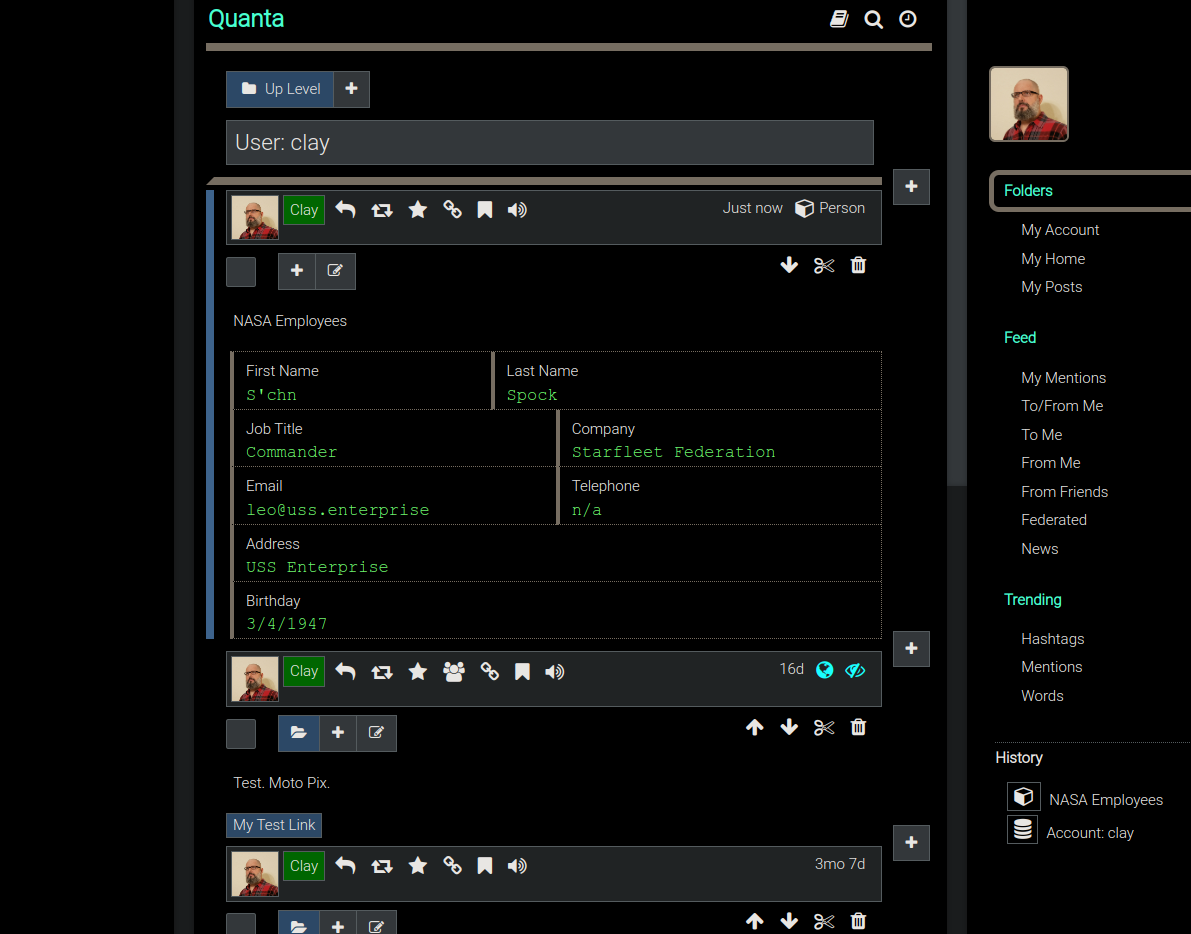 Quanta
Up Level
User: clay
Clay
Just now Person
NASA Employees
First Name Last Name
S'chn Spock
Job Title Company
Commander Starfleet Federation
Email Telephone
leo@uss.enterprise n/a
Address
USS Enterprise
Birthday
3/4/1947
Clay
16d
Test. Moto Pix.
My Test Link
Clay
3mo 7d
Folders
My Account
My Home
My Posts
Feed
My Mentions
To/From Me
To Me
From Me
From Friends
Federated
News
Trending
Hashtags
Mentions
Words
History
NASA Employees
Account: clay